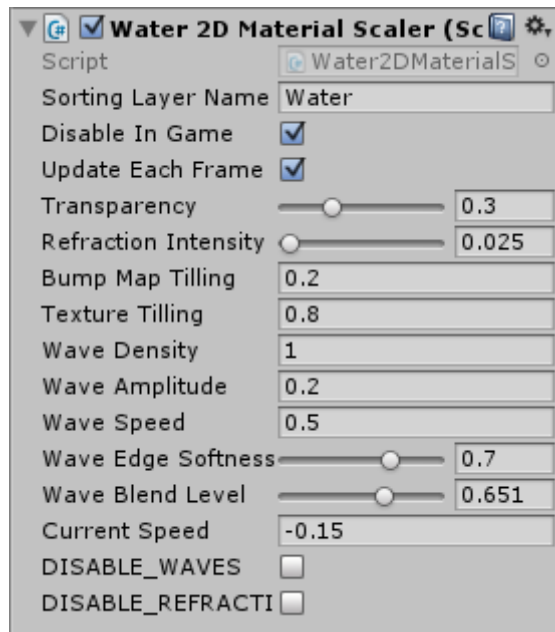 Water 2D Material Scaler (Sc
Script Water2DMaterialS
Sorting Layer Name Water
Disable In Game
Update Each Frame
Transparency 0.3
Refraction Intensity 0.025
Bump Map Tilling 0.2
Texture Tilling 0.8
Wave Density 1
Wave Amplitude 0.2
Wave Speed 0.5
Wave Edge Softness 0.7
Wave Blend Level 0.651
Current Speed -0.15
DISABLE_WAVES
DISABLE_REFRACTI